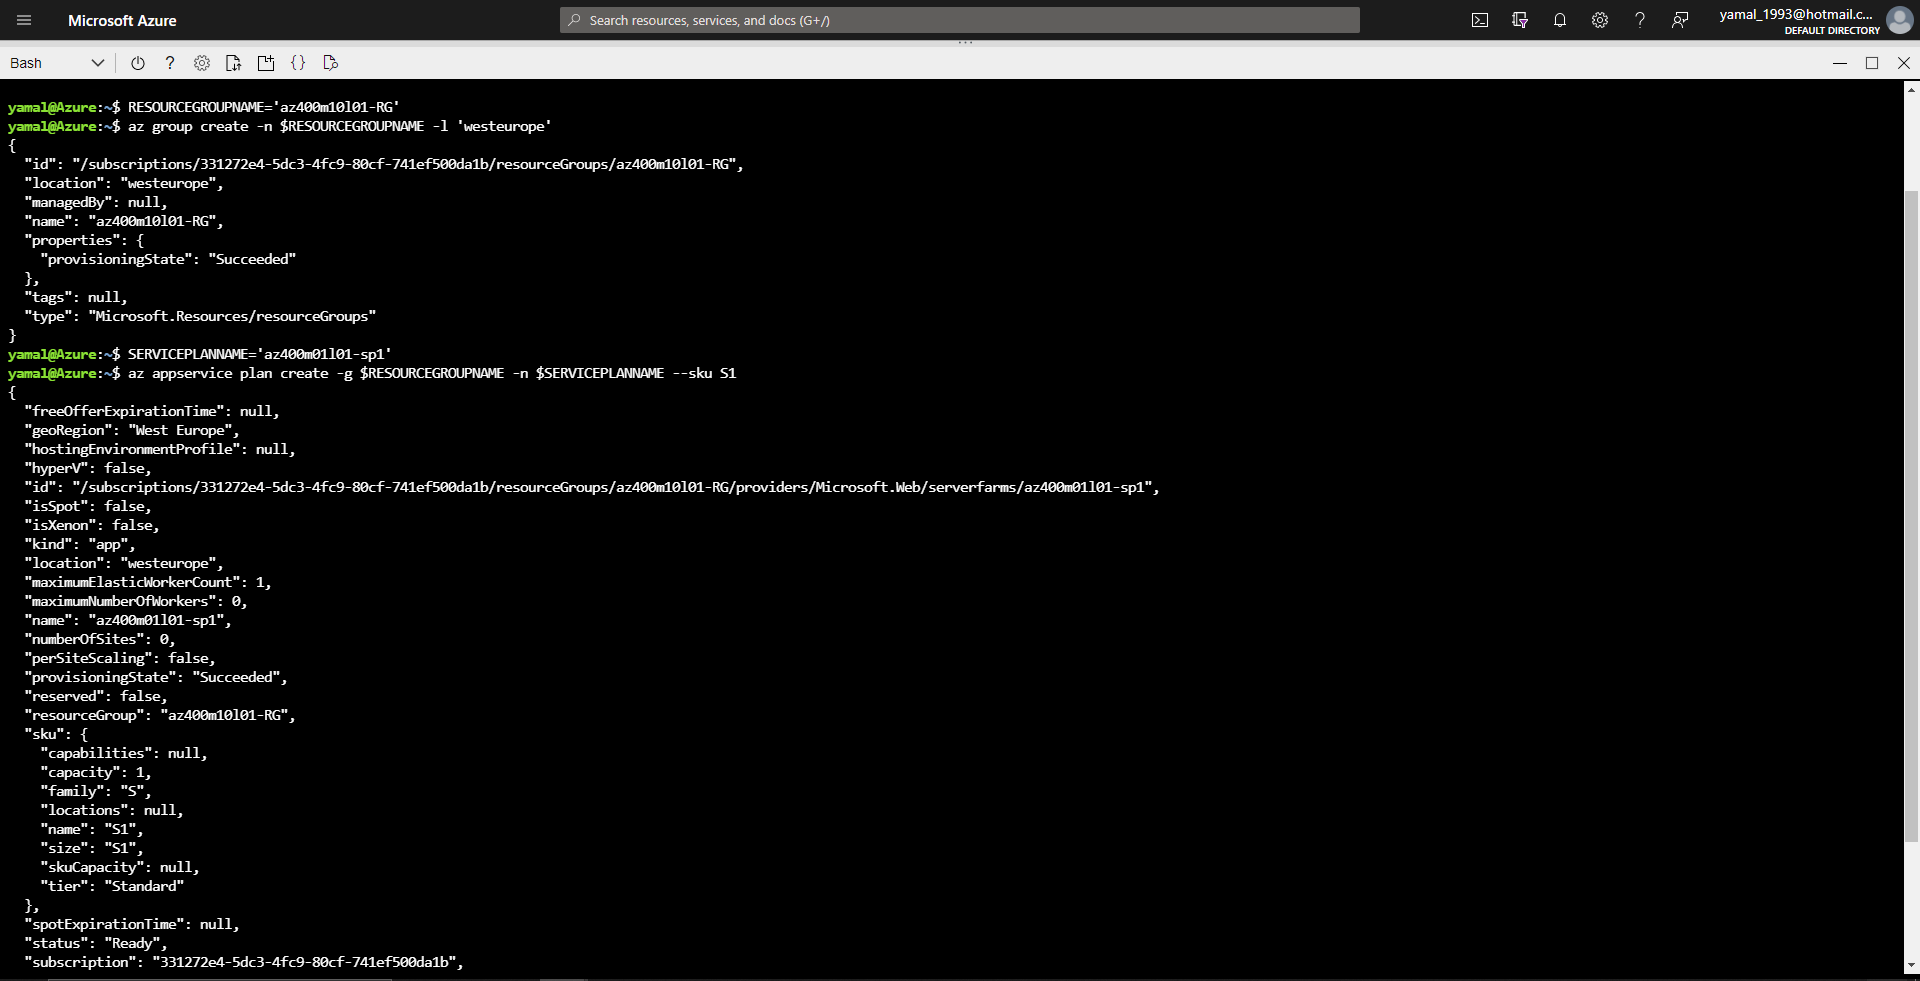 Microsoft Azure
Search resources, services, and docs (G+/)
yamal_1993@hotmail.c...
DEFAULT DIRECTORY
Bash
yamal@Azure:~$ RESOURCEGROUPNAME='az400m10l01-RG'
yamal@Azure:~$ az group create -n $RESOURCEGROUPNAME -l 'westeurope'
{
  "id": "/subscriptions/331272e4-5dc3-4fc9-80cf-741ef500da1b/resourceGroups/az400m10l01-RG",
  "location": "westeurope",
  "managedBy": null,
  "name": "az400m10l01-RG",
  "properties": {
    "provisioningState": "Succeeded"
  },
  "tags": null,
  "type": "Microsoft.Resources/resourceGroups"
}
yamal@Azure:~$ SERVICEPLANNAME='az400m01l01-sp1'
yamal@Azure:~$ az appservice plan create -g $RESOURCEGROUPNAME -n $SERVICEPLANNAME --sku S1
{
  "freeOfferExpirationTime": null,
  "geoRegion": "West Europe",
  "hostingEnvironmentProfile": null,
  "hyperV": false,
  "id": "/subscriptions/331272e4-5dc3-4fc9-80cf-741ef500da1b/resourceGroups/az400m10l01-RG/providers/Microsoft.Web/serverfarms/az400m01l01-sp1",
  "isSpot": false,
  "isXenon": false,
  "kind": "app",
  "location": "westeurope",
  "maximumElasticWorkerCount": 1,
  "maximumNumberOfWorkers": 0,
  "name": "az400m01l01-sp1",
  "numberOfSites": 0,
  "perSiteScaling": false,
  "provisioningState": "Succeeded",
  "reserved": false,
  "resourceGroup": "az400m10l01-RG",
  "sku": {
    "capabilities": null,
    "capacity": 1,
    "family": "S",
    "locations": null,
    "name": "S1",
    "size": "S1",
    "skuCapacity": null,
    "tier": "Standard"
  },
  "spotExpirationTime": null,
  "status": "Ready",
  "subscription": "331272e4-5dc3-4fc9-80cf-741ef500da1b",